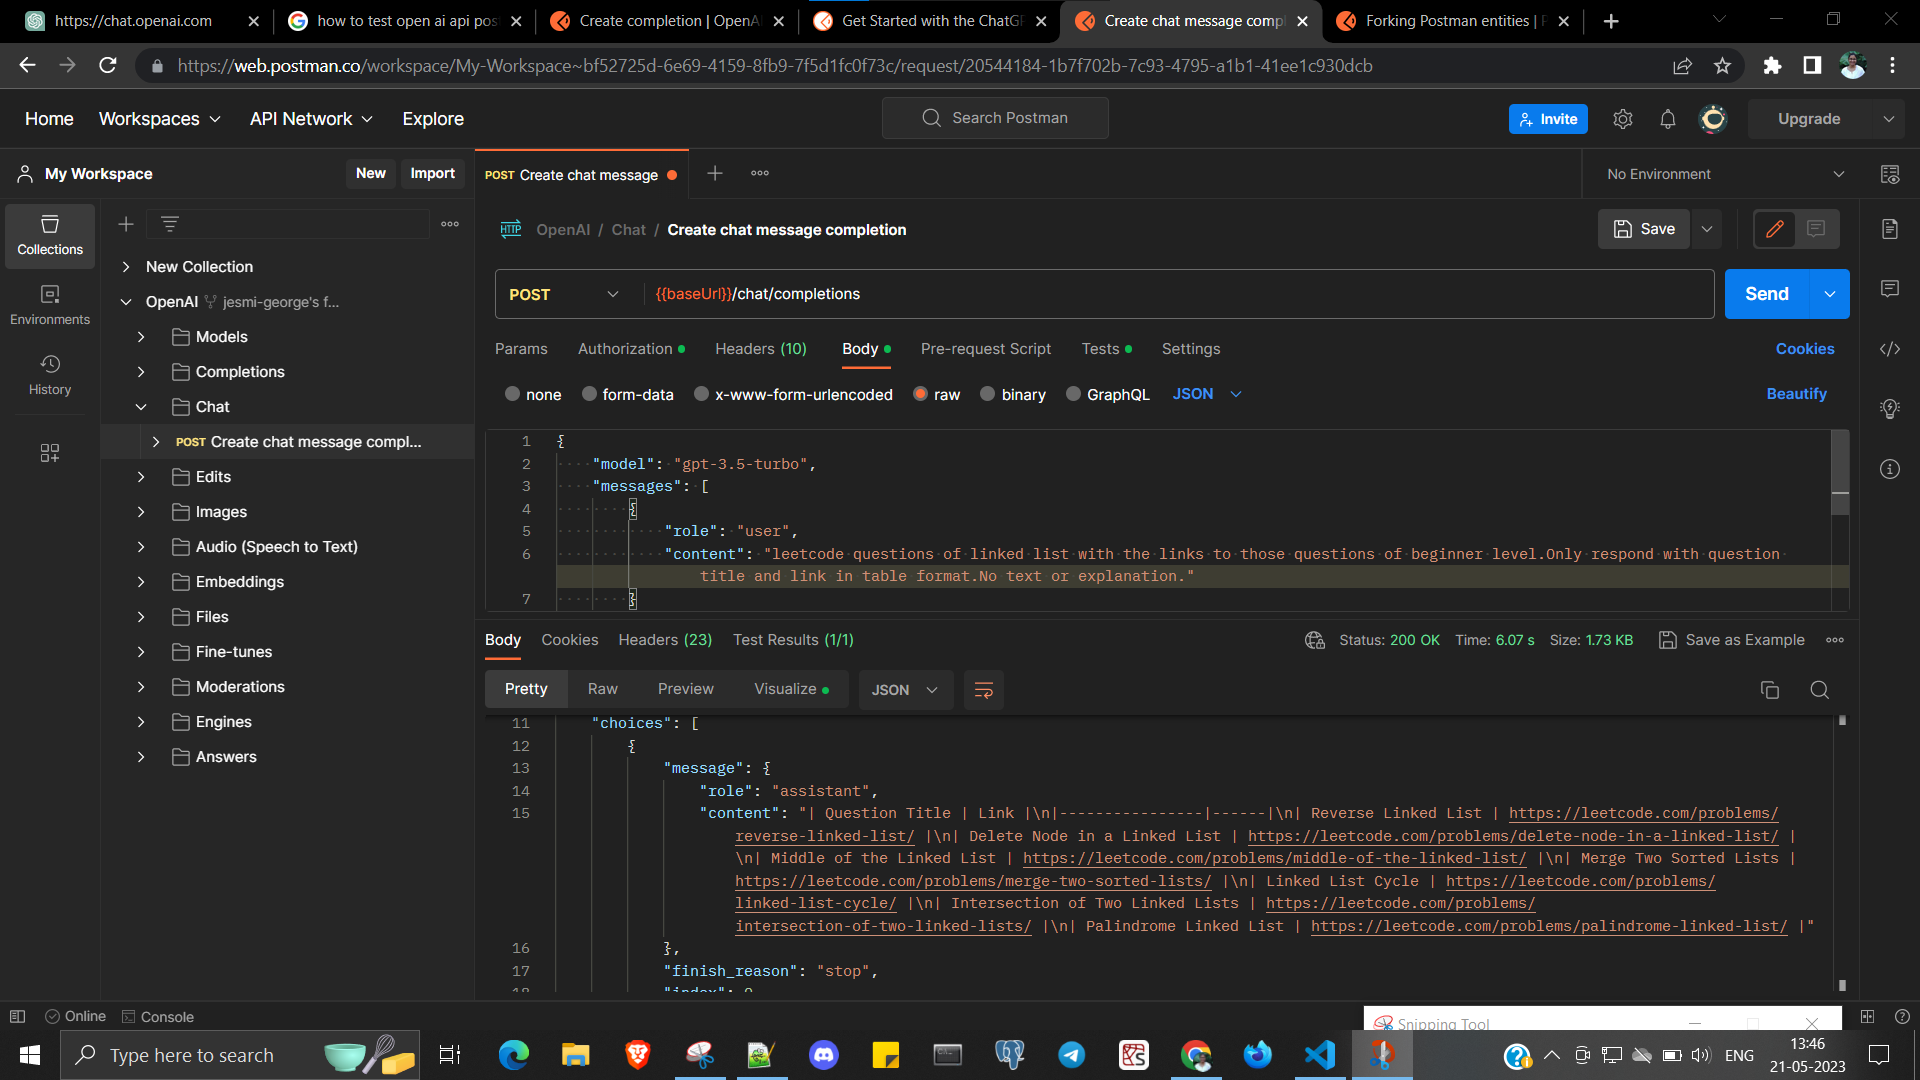 https://chat.openai.com
how to test open ai api pos
Create completion | OpenA
Get Started with the ChatGP
Create chat message compl
Forking Postman entities | P
https://web.postman.co/workspace/My-Workspace~bf52725d-6e69-4159-8fb9-7f5d1fc0f73c/request/20544184-1b7f702b-7c93-4795-a1b1-41ee1c930dcb
Home Workspaces API Network Explore Search Postman Invite Upgrade
My Workspace New Import POST Create chat message No Environment
Collections
Environments
History
New Collection
OpenAI jesmi-george's f...
Models
Completions
Chat
POST Create chat message compl...
Edits
Images
Audio (Speech to Text)
Embeddings
Files
Fine-tunes
Moderations
Engines
Answers
HTTP OpenAI / Chat / Create chat message completion Save
POST {{baseUrl}}/chat/completions Send
Params Authorization Headers (10) Body Pre-request Script Tests Settings Cookies
none form-data x-www-form-urlencoded raw binary GraphQL JSON Beautify
1 {
2 "model": "gpt-3.5-turbo",
3 "messages": [
4 {
5 "role": "user",
6 "content": "leetcode questions of linked list with the links to those questions of beginner level.Only respond with question
title and link in table format.No text or explanation."
7 }
Body Cookies Headers (23) Test Results (1/1) Status: 200 OK Time: 6.07 s Size: 1.73 KB Save as Example
Pretty Raw Preview Visualize JSON
11 "choices": [
12 {
13 "message": {
14 "role": "assistant",
15 "content": "| Question Title | Link |\n|----------------|------|\n| Reverse Linked List | https://leetcode.com/problems/
reverse-linked-list/ |\n| Delete Node in a Linked List | https://leetcode.com/problems/delete-node-in-a-linked-list/ |
\n| Middle of the Linked List | https://leetcode.com/problems/middle-of-the-linked-list/ |\n| Merge Two Sorted Lists |
https://leetcode.com/problems/merge-two-sorted-lists/ |\n| Linked List Cycle | https://leetcode.com/problems/
linked-list-cycle/ |\n| Intersection of Two Linked Lists | https://leetcode.com/problems/
intersection-of-two-linked-lists/ |\n| Palindrome Linked List | https://leetcode.com/problems/palindrome-linked-list/ |"
16 },
17 "finish_reason": "stop",
18 "index": 0
Online Console
Snipping Tool
Type here to search
ENG
13:46
21-05-2023